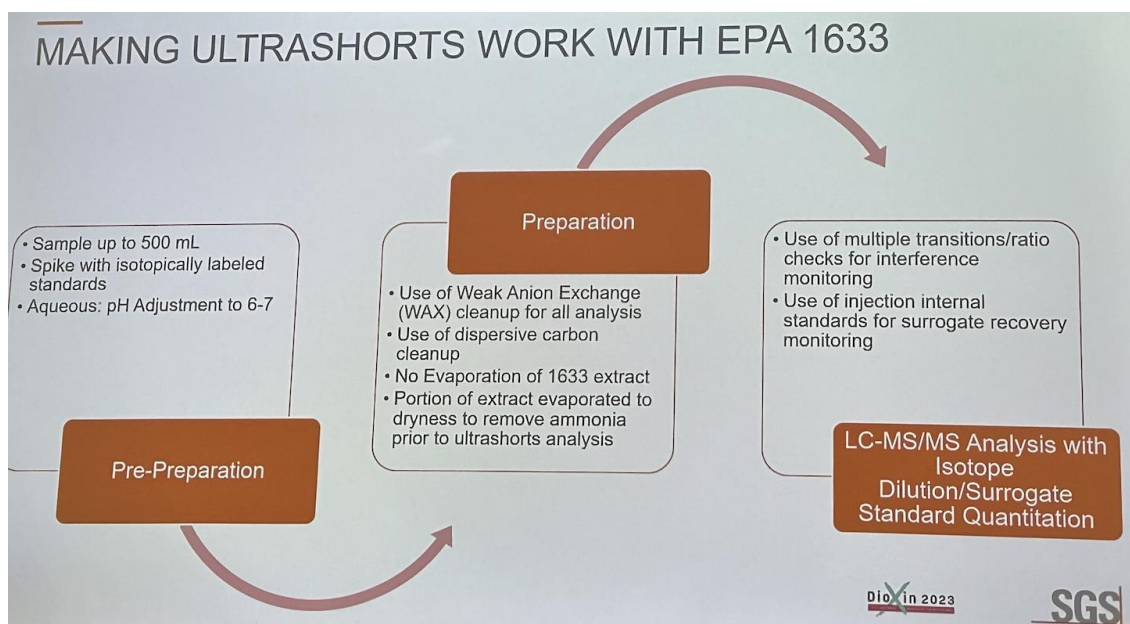 MAKING ULTRASHORTS WORK WITH EPA 1633
• Sample up to 500 mL
• Spike with isotopically labeled
standards
• Aqueous: pH Adjustment to 6-7
Pre-Preparation
Preparation
• Use of Weak Anion Exchange
(WAX) cleanup for all analysis
• Use of dispersive carbon
cleanup
• No Evaporation of 1633 extract
• Portion of extract evaporated to
dryness to remove ammonia
prior to ultrashorts analysis
• Use of multiple transitions/ratio
checks for interference
monitoring
• Use of injection internal
standards for surrogate recovery
monitoring
LC-MS/MS Analysis with
Isotope
Dilution/Surrogate
Standard Quantitation
Dioxin 2023
SGS